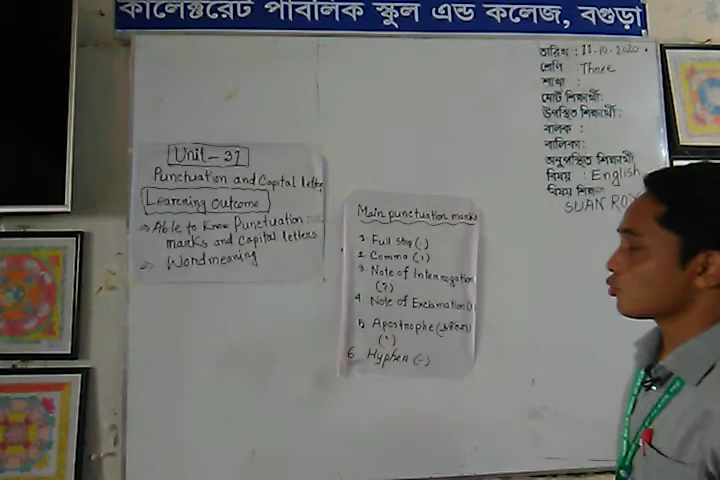 কালেক্টরেট পাবলিক স্কুল এন্ড কলেজ, বগুড়া
তারিখ : 11-10-2020
শ্রেণি : Three
শাখা :
মোট শিক্ষার্থী:
উপস্থিত শিক্ষার্থী:
বালক :
বালিকা:
অনুপস্থিত শিক্ষার্থী
বিষয় : English
বিষয় শিক্ষক
SUAN ROY
Unit-37
Punctuation and Capital letter
Learning outcome
⇒ Able to Know Punctuation
marks and capital letters
⇒ Word meaning
Main punctuation marks
1 Full stop (.)
2 Comma (,)
3 Note of Interrogation
(?)
4 Note of Exclamation (!
5 Apostrophe
(')
6 Hyphen (-)